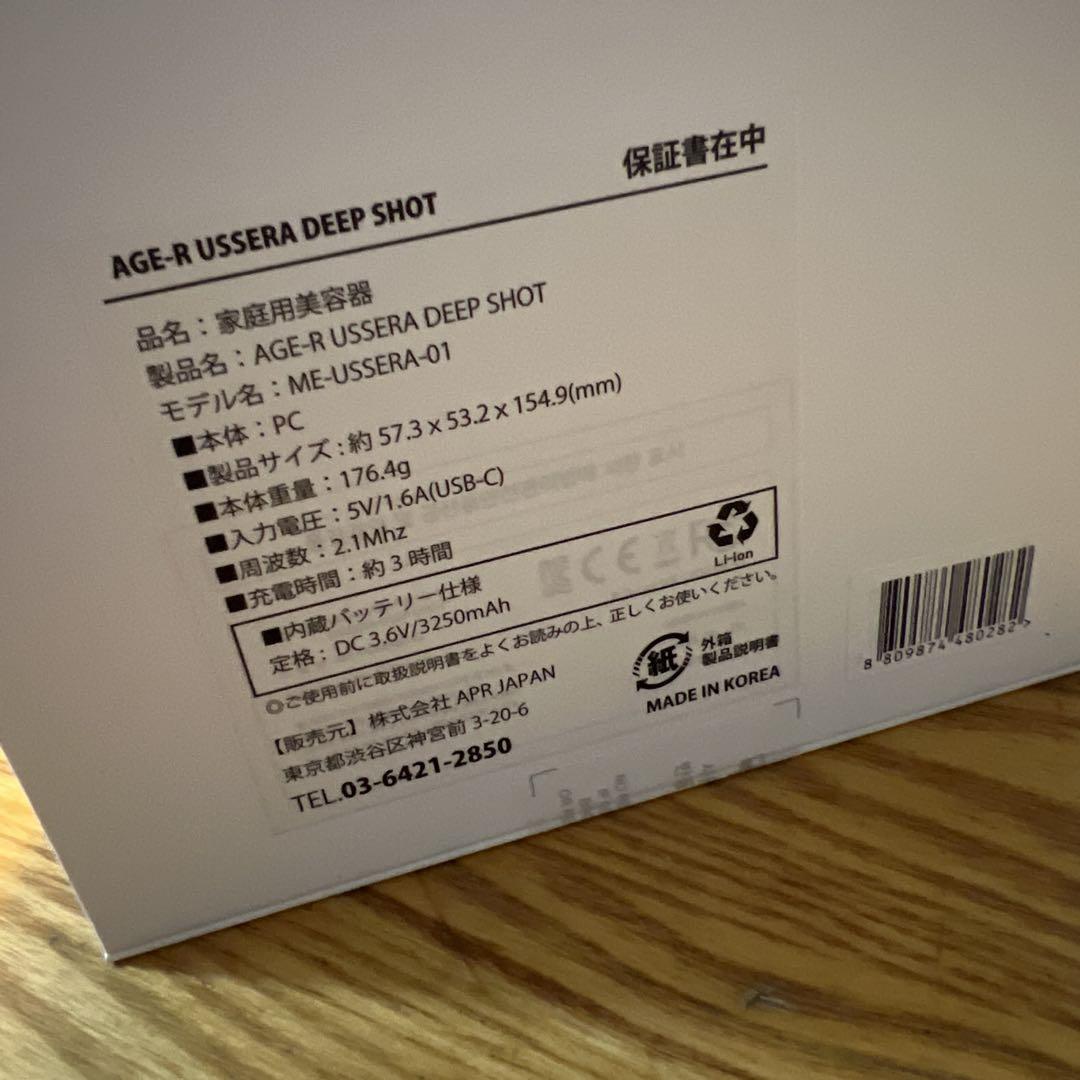 保証書在中
AGE-R USSERA DEEP SHOT
品名：家庭用美容器
製品名：AGE-R USSERA DEEP SHOT
モデル名：ME-USSERA-01
■本体：PC
■製品サイズ：約 57.3 x 53.2 x 154.9(mm)
■本体重量：176.4g
■入力電圧：5V/1.6A(USB-C)
■周波数：2.1Mhz
■充電時間：約 3 時間
■内蔵バッテリー仕様
定格：DC 3.6V/3250mAh
Li-ion
◎ご使用前に取扱説明書をよくお読みの上、正しくお使いください。
【販売元】株式会社 APR JAPAN
東京都渋谷区神宮前 3-20-6
TEL.03-6421-2850
紙
外箱
製品説明書
MADE IN KOREA
8 809874 480282 >